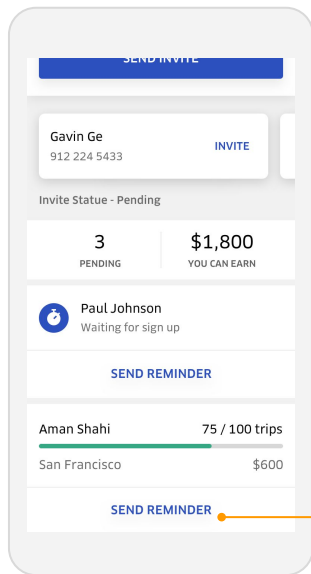 SEND INVITE
Gavin Ge
912 224 5433
INVITE
Invite Statue - Pending
3 $1,800
PENDING YOU CAN EARN
Paul Johnson
Waiting for sign up
SEND REMINDER
Aman Shahi 75 / 100 trips
San Francisco $600
SEND REMINDER